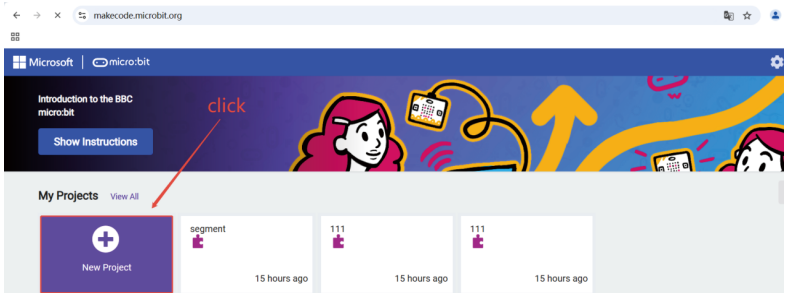 makecode.microbit.org
Microsoft micro:bit
Introduction to the BBC
micro:bit
click
Show Instructions
My Projects View All
New Project
segment
15 hours ago
111
15 hours ago
111
15 hours ago